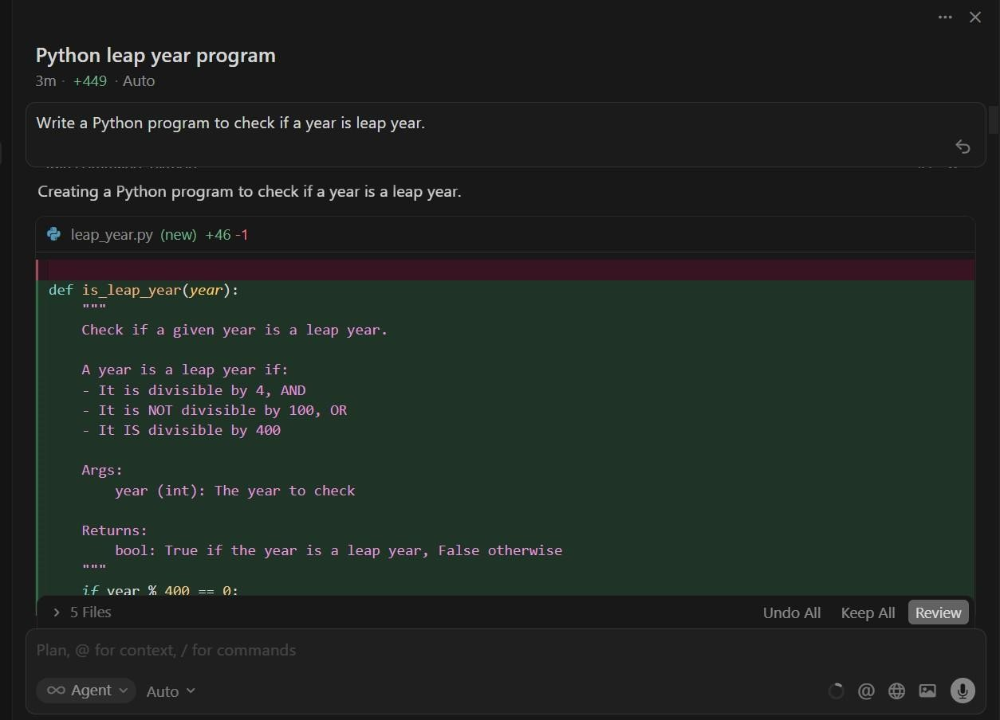 Python leap year program
3m · +449 · Auto
Write a Python program to check if a year is leap year.
Creating a Python program to check if a year is a leap year.
leap_year.py (new) +46 -1
def is_leap_year(year):
    """
    Check if a given year is a leap year.
    A year is a leap year if:
    - It is divisible by 4, AND
    - It is NOT divisible by 100, OR
    - It IS divisible by 400
    Args:
        year (int): The year to check
    Returns:
        bool: True if the year is a leap year, False otherwise
    """
    if year % 400 == 0:
5 Files Undo All Keep All Review
Plan, @ for context, / for commands
Agent Auto